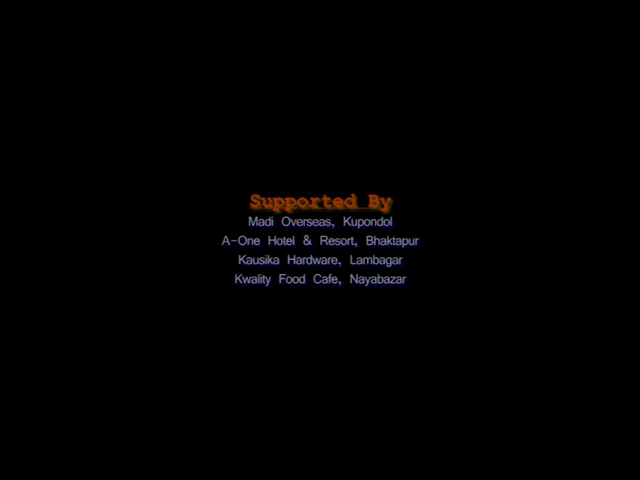 Supported By
Madi Overseas, Kupondol
A-One Hotel & Resort, Bhaktapur
Kausika Hardware, Lambagar
Kwality Food Cafe, Nayabazar